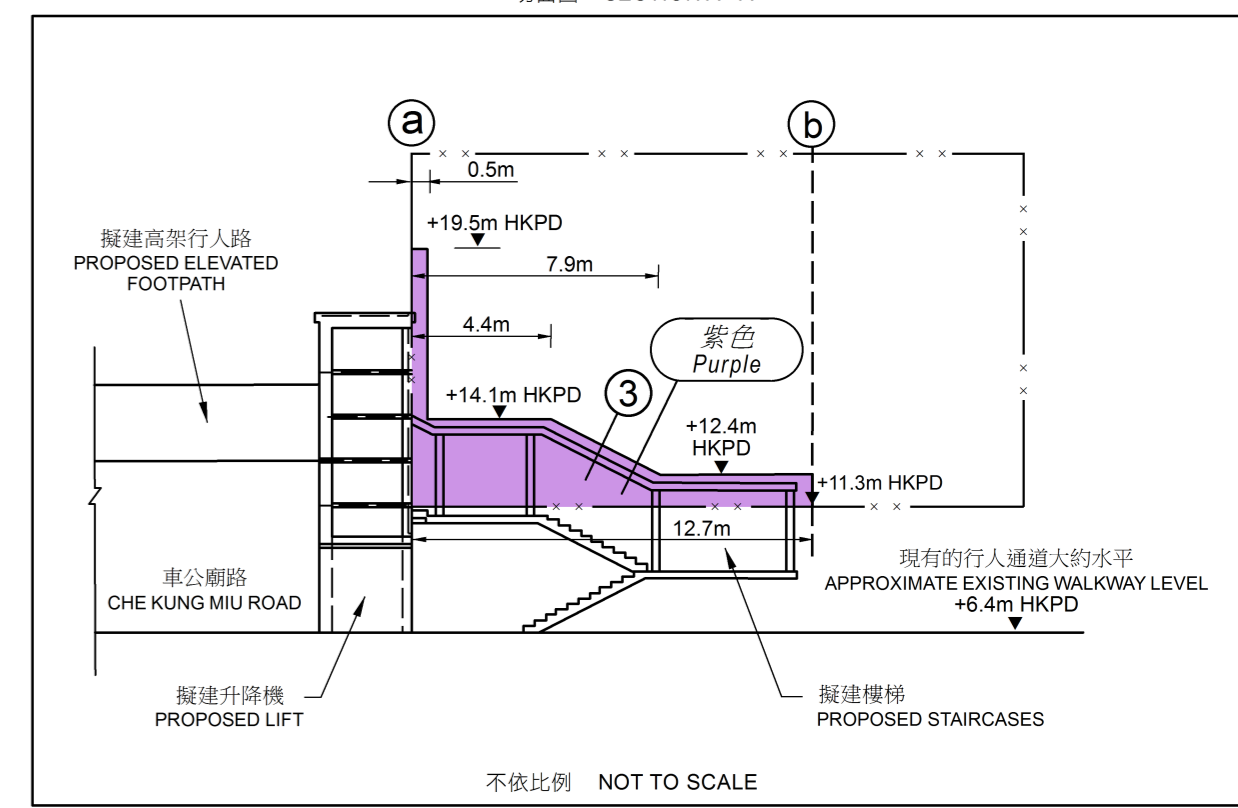 a
b
0.5m
+19.5m HKPD
擬建高架行人路
PROPOSED ELEVATED
FOOTPATH
7.9m
4.4m
紫色
Purple
3
+14.1m HKPD
+12.4m
HKPD
+11.3m HKPD
12.7m
車公廟路
CHE KUNG MIU ROAD
現有的行人通道大約水平
APPROXIMATE EXISTING WALKWAY LEVEL
+6.4m HKPD
擬建升降機
PROPOSED LIFT
擬建樓梯
PROPOSED STAIRCASES
不依比例 NOT TO SCALE